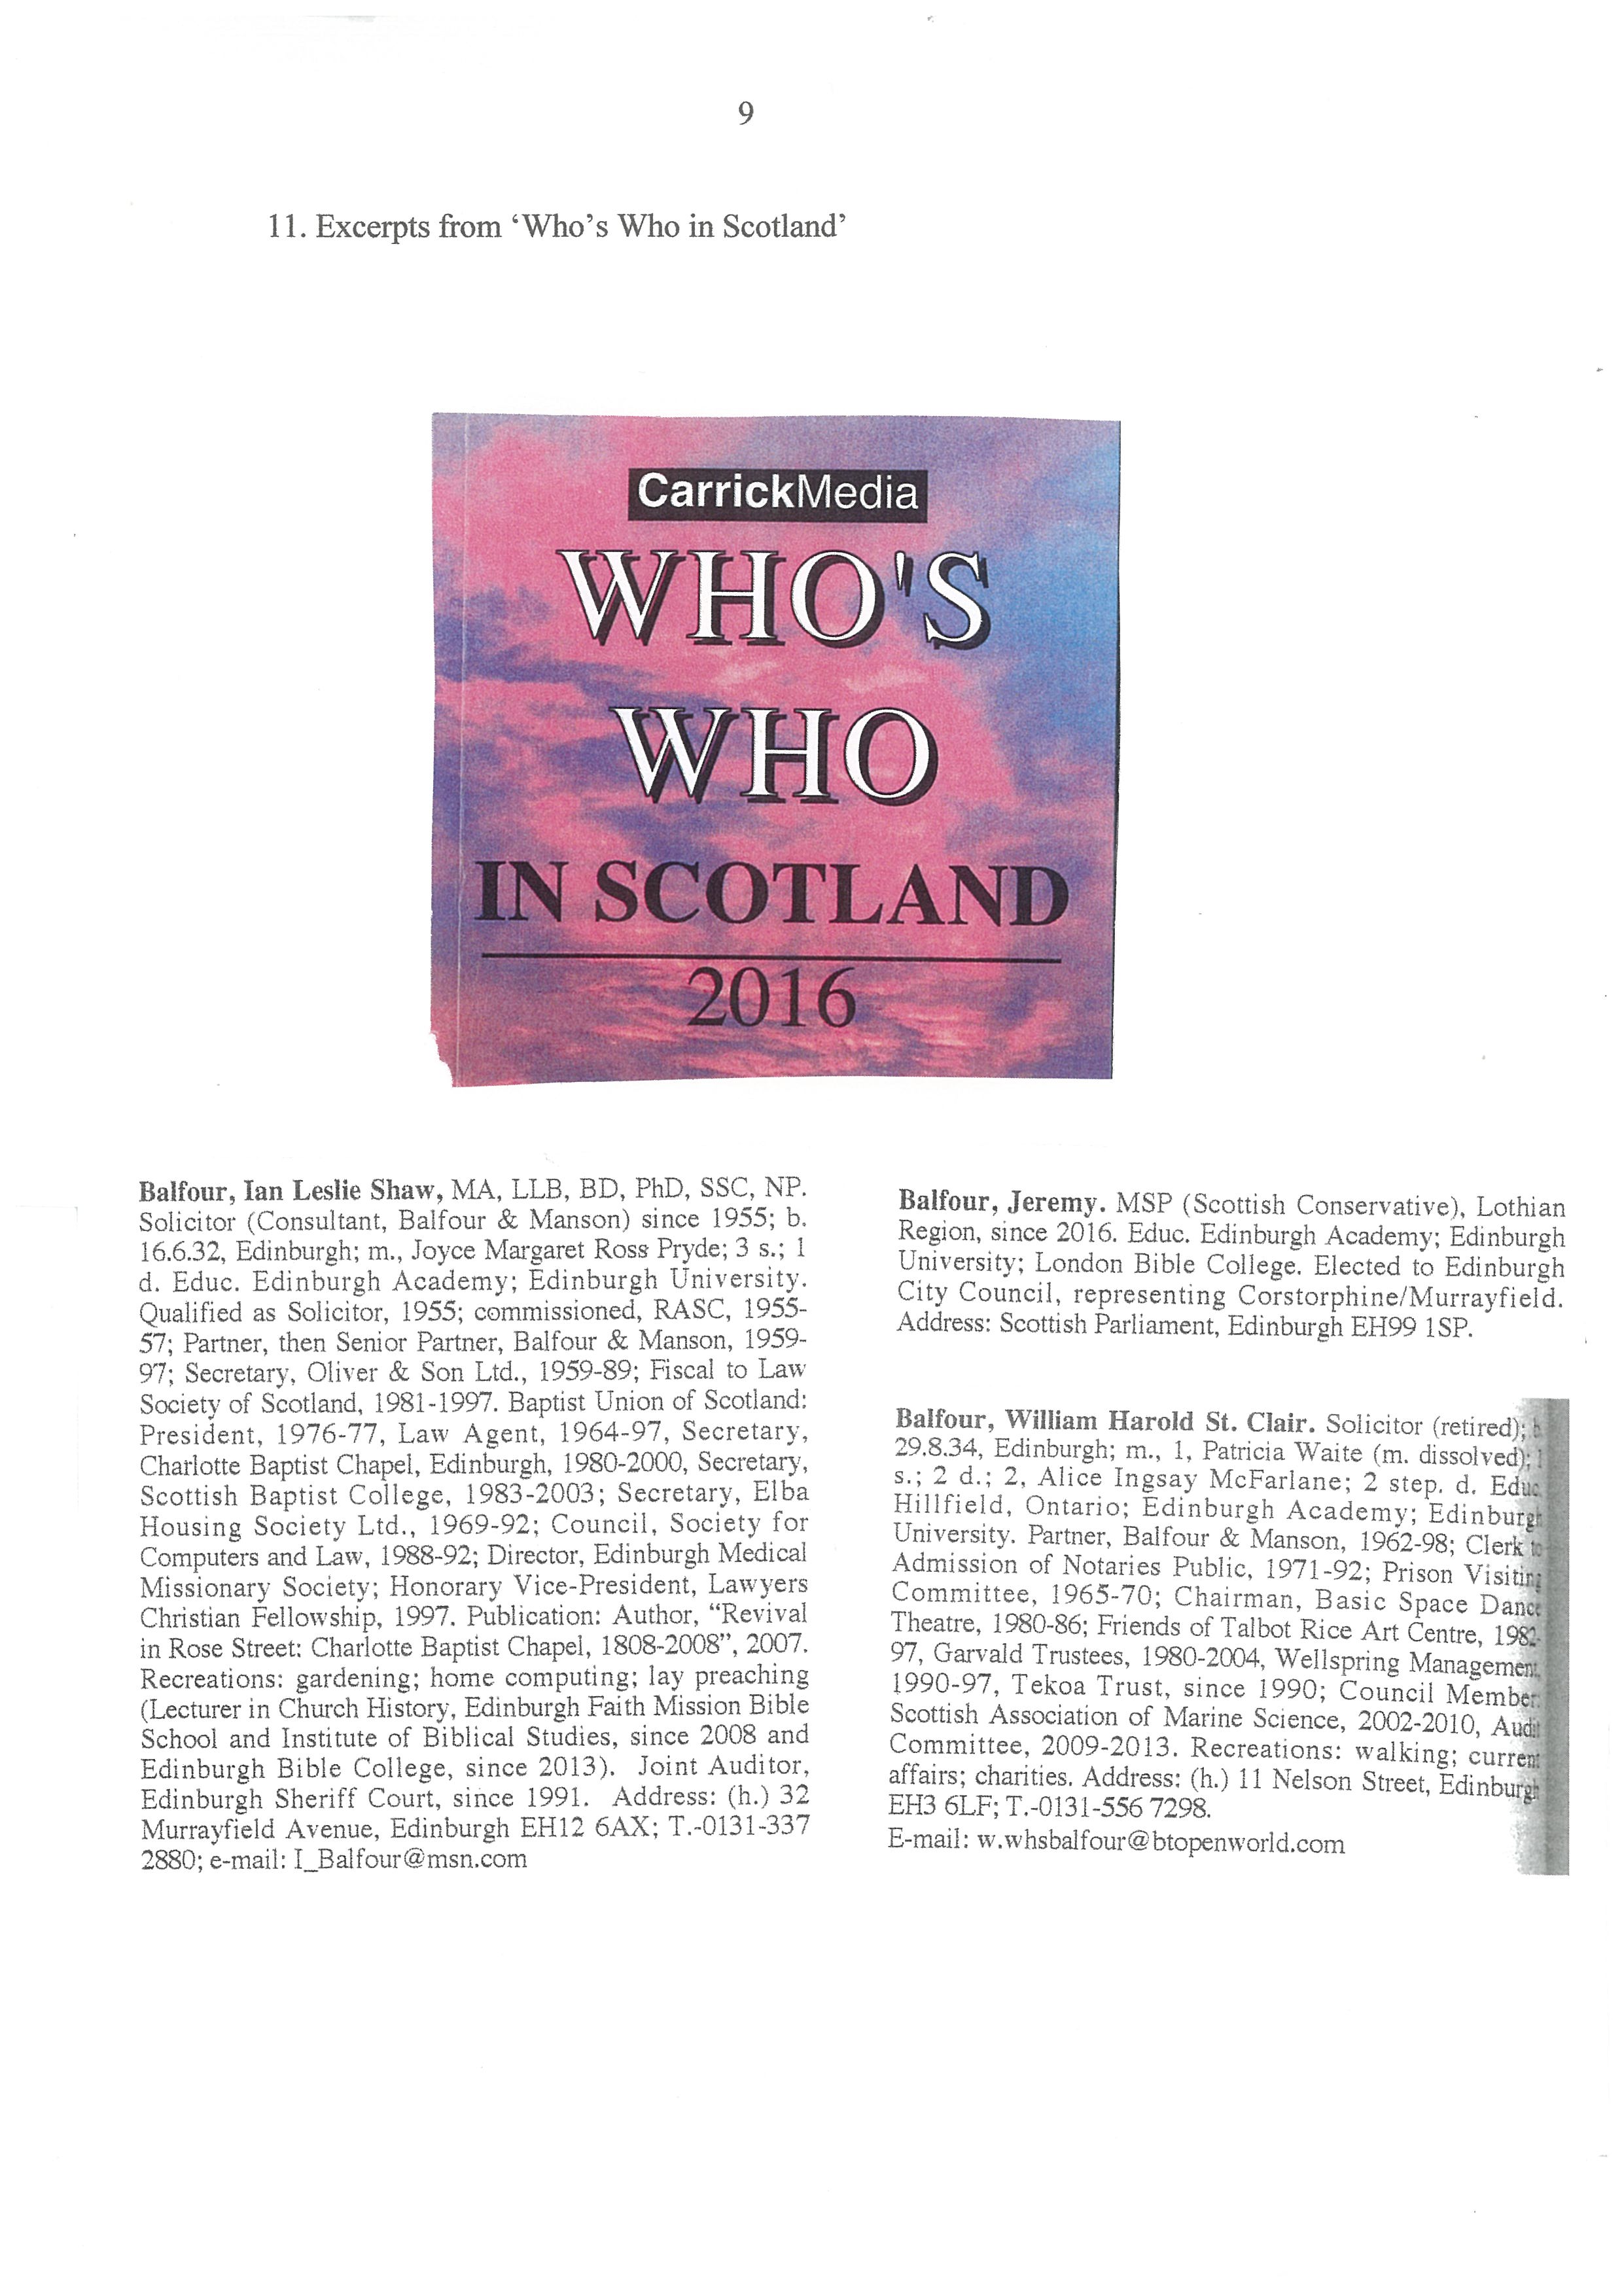 9
11. Excerpts from ‘Who’s Who in Scotland’
CarrickMedia
WHO'S
WHO
IN SCOTLAND
2016
Balfour, Ian Leslie Shaw, MA, LLB, BD, PhD, SSC, NP.
Solicitor (Consultant, Balfour & Manson) since 1955; b.
16.6.32, Edinburgh; m., Joyce Margaret Ross Pryde; 3 s.; 1
d. Educ. Edinburgh Academy; Edinburgh University.
Qualified as Solicitor, 1955; commissioned, RASC, 1955-
57; Partner, then Senior Partner, Balfour & Manson, 1959-
97; Secretary, Oliver & Son Ltd., 1959-89; Fiscal to Law
Society of Scotland, 1981-1997. Baptist Union of Scotland:
President, 1976-77, Law Agent, 1964-97, Secretary,
Charlotte Baptist Chapel, Edinburgh, 1980-2000, Secretary,
Scottish Baptist College, 1983-2003; Secretary, Elba
Housing Society Ltd., 1969-92; Council, Society for
Computers and Law, 1988-92; Director, Edinburgh Medical
Missionary Society; Honorary Vice-President, Lawyers
Christian Fellowship, 1997. Publication: Author, “Revival
in Rose Street: Charlotte Baptist Chapel, 1808-2008”, 2007.
Recreations: gardening; home computing; lay preaching
(Lecturer in Church History, Edinburgh Faith Mission Bible
School and Institute of Biblical Studies, since 2008 and
Edinburgh Bible College, since 2013). Joint Auditor,
Edinburgh Sheriff Court, since 1991. Address: (h.) 32
Murrayfield Avenue, Edinburgh EH12 6AX; T.-0131-337
2880; e-mail: I_Balfour@msn.com
Balfour, Jeremy. MSP (Scottish Conservative), Lothian
Region, since 2016. Educ. Edinburgh Academy; Edinburgh
University; London Bible College. Elected to Edinburgh
City Council, representing Corstorphine/Murrayfield.
Address: Scottish Parliament, Edinburgh EH99 1SP.
Balfour, William Harold St. Clair. Solicitor (retired); b.
29.8.34, Edinburgh; m., 1, Patricia Waite (m. dissolved); 1
s.; 2 d.; 2, Alice Ingsay McFarlane; 2 step. d. Educ.
Hillfield, Ontario; Edinburgh Academy; Edinburgh
University. Partner, Balfour & Manson, 1962-98; Clerk to
Admission of Notaries Public, 1971-92; Prison Visiting
Committee, 1965-70; Chairman, Basic Space Dance
Theatre, 1980-86; Friends of Talbot Rice Art Centre, 1982-
97, Garvald Trustees, 1980-2004, Wellspring Management,
1990-97, Tekoa Trust, since 1990; Council Member,
Scottish Association of Marine Science, 2002-2010, Audit
Committee, 2009-2013. Recreations: walking; current
affairs; charities. Address: (h.) 11 Nelson Street, Edinburgh
EH3 6LF; T.-0131-556 7298.
E-mail: w.whsbalfour@btopenworld.com